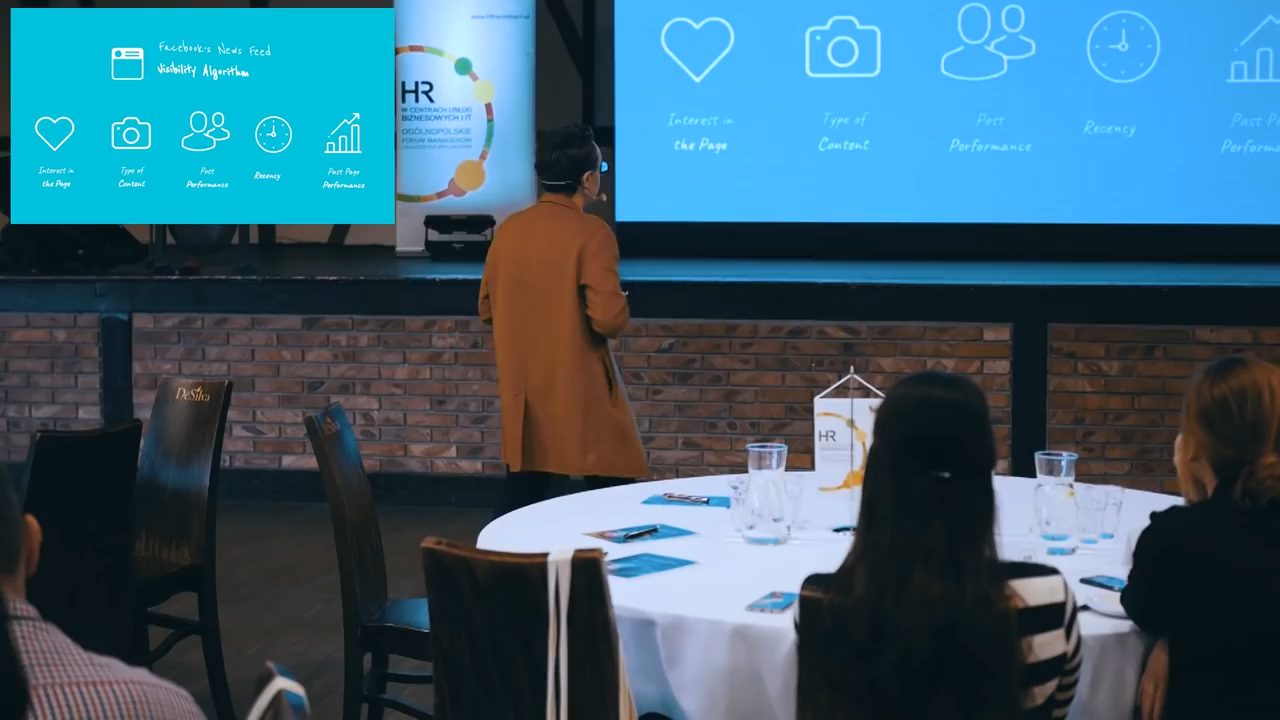 Facebook's News Feed
Visibility Algorithm
Interest in
the Page
Type of
Content
Post
Performance
Recency
Past Page
Performance
HR
W CENTRACH USŁUG
BIZNESOWYCH I IT
OGÓLNOPOLSKIE
FORUM MANAGERÓW
Interest in
the Page
Type of
Content
Post
Performance
Recency
Past P
Performa
DeSilva
HR